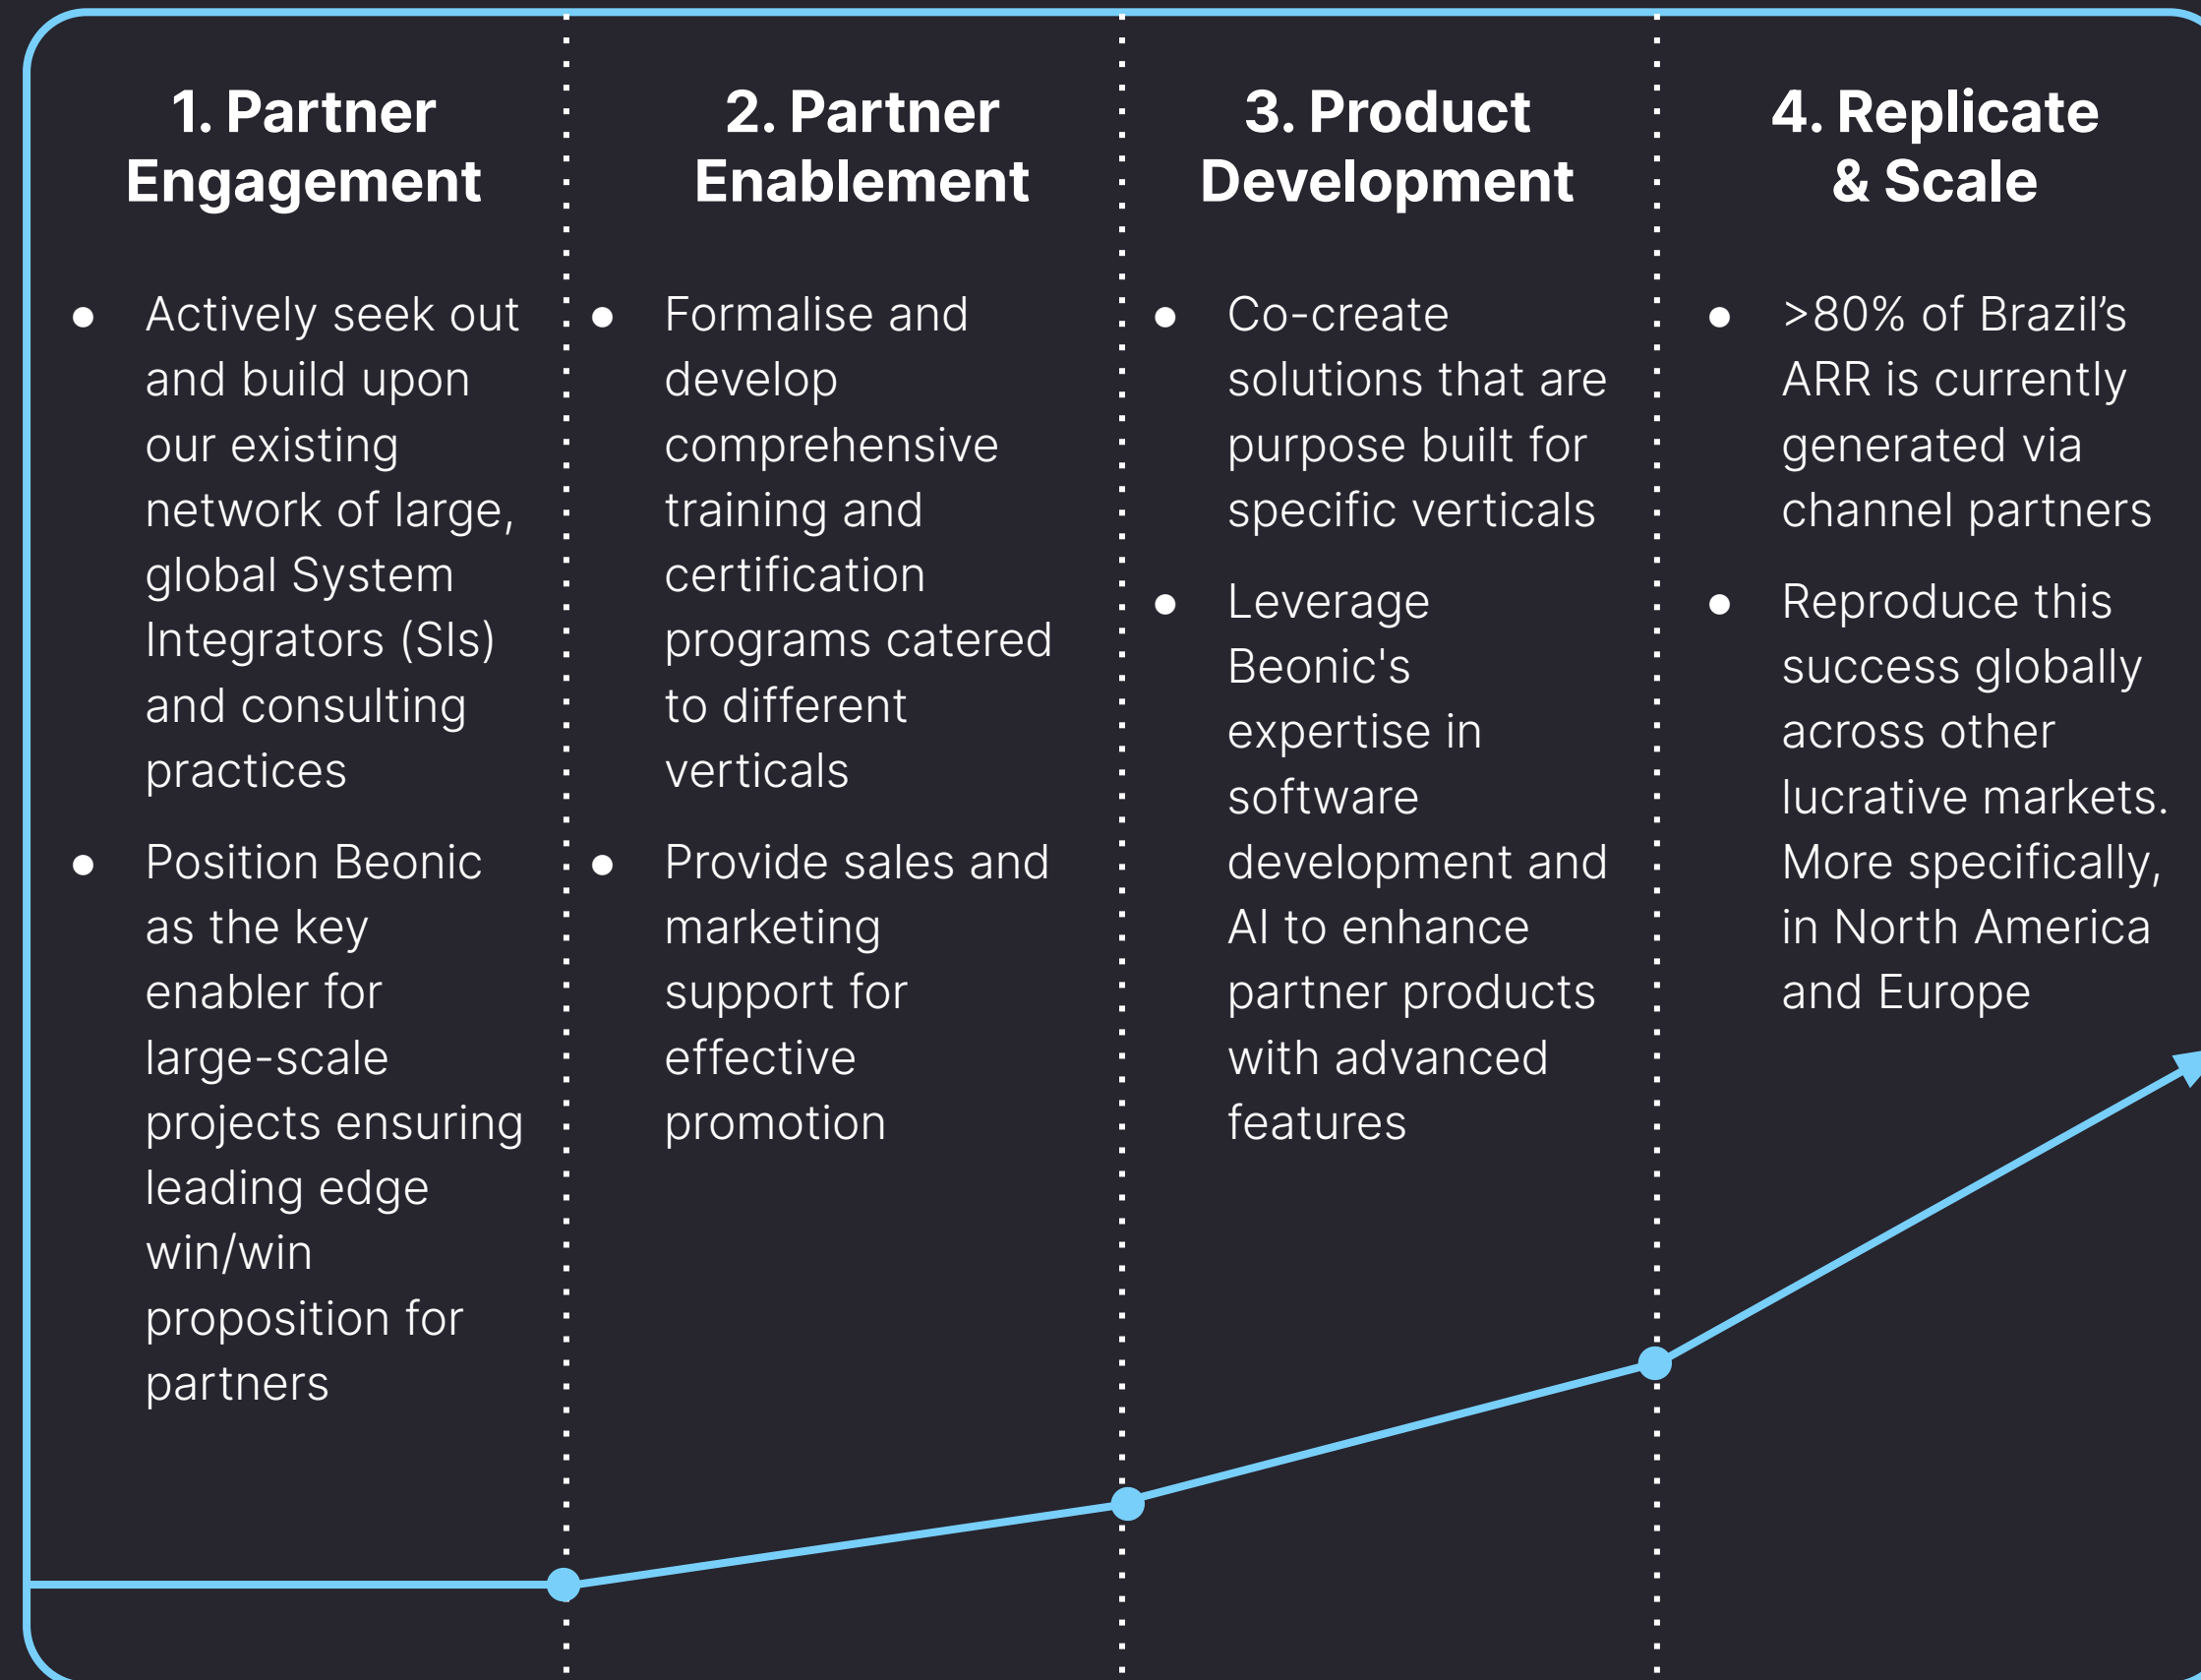 1. Partner
Engagement
• Actively seek out
and build upon
our existing
network of large,
global System
Integrators (SIs)
and consulting
practices
• Position Beonic
as the key
enabler for
large-scale
projects ensuring
leading edge
win/win
proposition for
partners
2. Partner
Enablement
• Formalise and
develop
comprehensive
training and
certification
programs catered
to different
verticals
• Provide sales and
marketing
support for
effective
promotion
3. Product
Development
• Co-create
solutions that are
purpose built for
specific verticals
• Leverage
Beonic's
expertise in
software
development and
AI to enhance
partner products
with advanced
features
4. Replicate
& Scale
• >80% of Brazil’s
ARR is currently
generated via
channel partners
• Reproduce this
success globally
across other
lucrative markets.
More specifically,
in North America
and Europe